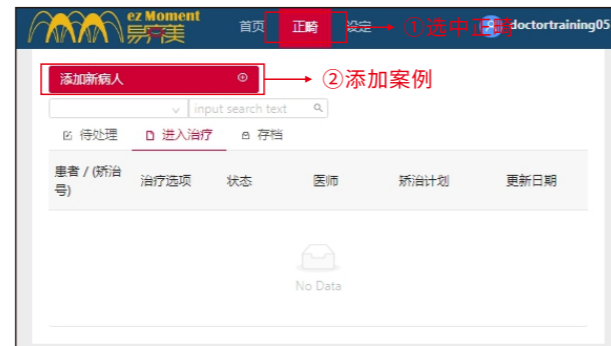 ez Moment
易美
首页 正畸 设定 ①选中正畸 doctortraining05
添加新病人 ②添加案例
input search text
待处理 进入治疗 存档
患者 / (矫治号) 治疗选项 状态 医师 矫治计划 更新日期
No Data